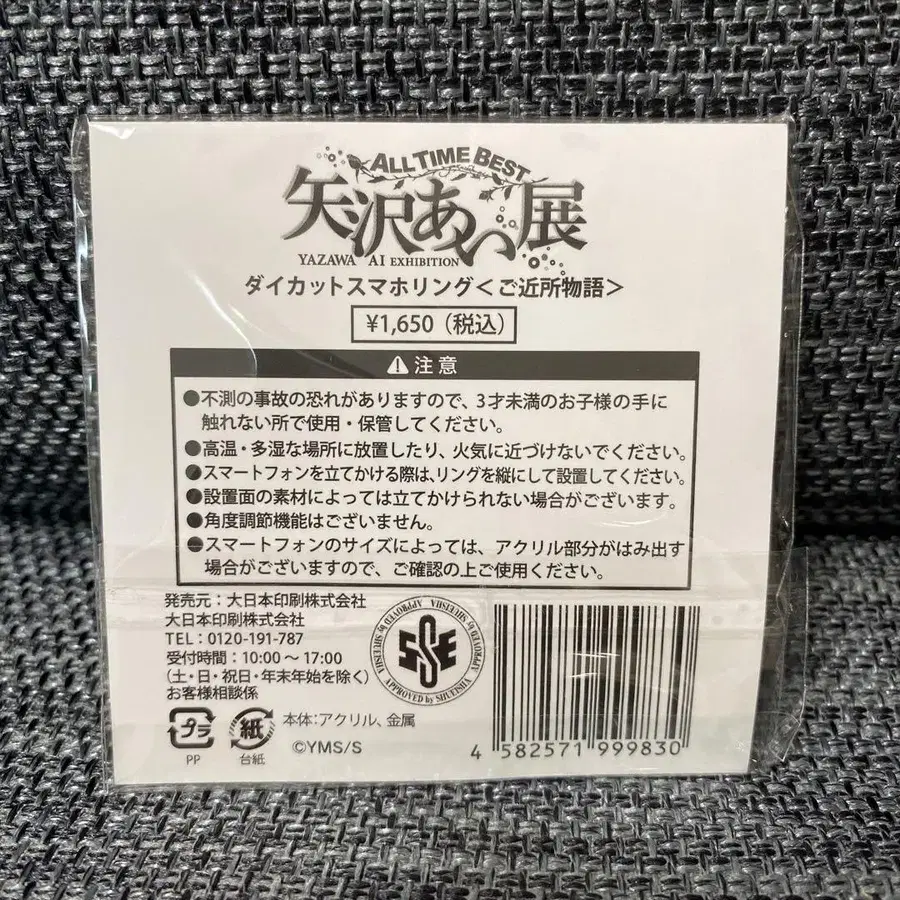 ALL TIME BEST
矢沢あい展
YAZAWA AI EXHIBITION
ダイカットスマホリング＜ご近所物語＞
¥1,650（税込）
注意
●不測の事故の恐れがありますので、3才未満のお子様の手に
触れない所で使用・保管してください。
●高温・多湿な場所に放置したり、火気に近づけないでください。
●スマートフォンを立てかける際は、リングを縦にして設置してください。
●設置面の素材によっては立てかけられない場合がございます。
●角度調節機能はございません。
●スマートフォンのサイズによっては、アクリル部分がはみ出す
場合がございますので、ご確認の上ご使用ください。
発売元：大日本印刷株式会社
大日本印刷株式会社
TEL：0120-191-787
受付時間：10:00～17:00
（土・日・祝日・年末年始を除く）
お客様相談係
APPROVED by SHUEISHA
APPROVED by SHUEISHA
APPROVED by SHUEISHA
プラ
PP
紙
台紙
本体：アクリル、金属
©YMS/S
4 582571 999830